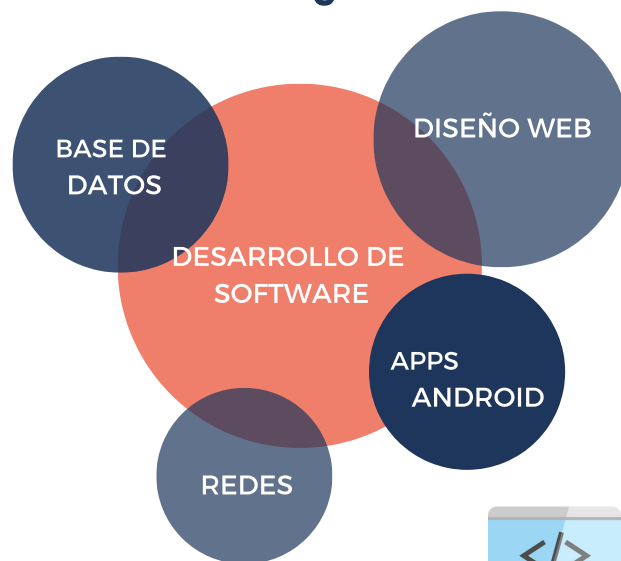 BASE DE
DATOS
DISEÑO WEB
DESARROLLO DE
SOFTWARE
APPS
ANDROID
REDES
</>